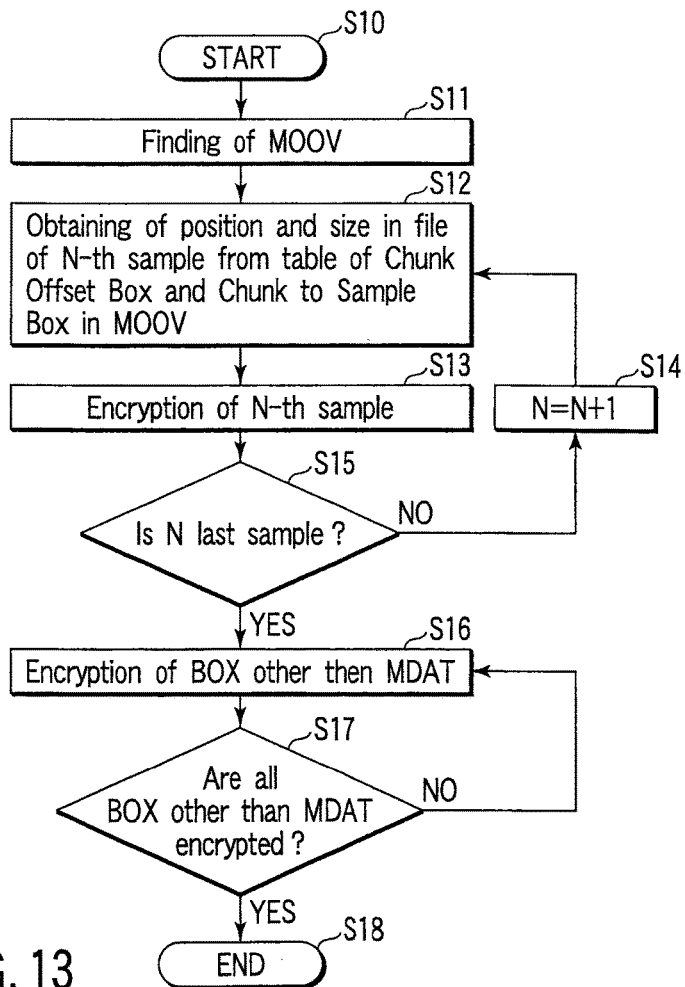 S10
START
S11
Finding of MOOV
S12
Obtaining of position and size in file
of N-th sample from table of Chunk
Offset Box and Chunk to Sample
Box in MOOV
S13
Encryption of N-th sample
S14
N=N+1
S15
Is N last sample ?
NO
YES
S16
Encryption of BOX other then MDAT
S17
Are all
BOX other than MDAT
encrypted ?
NO
YES
S18
END
G. 13